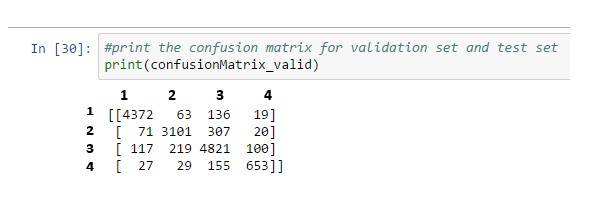 In [30]: #print the confusion matrix for validation set and test set
print(confusionMatrix_valid)
1 2 3 4
1 [[4372 63 136 19]
2 [ 71 3101 307 20]
3 [ 117 219 4821 100]
4 [ 27 29 155 653]]